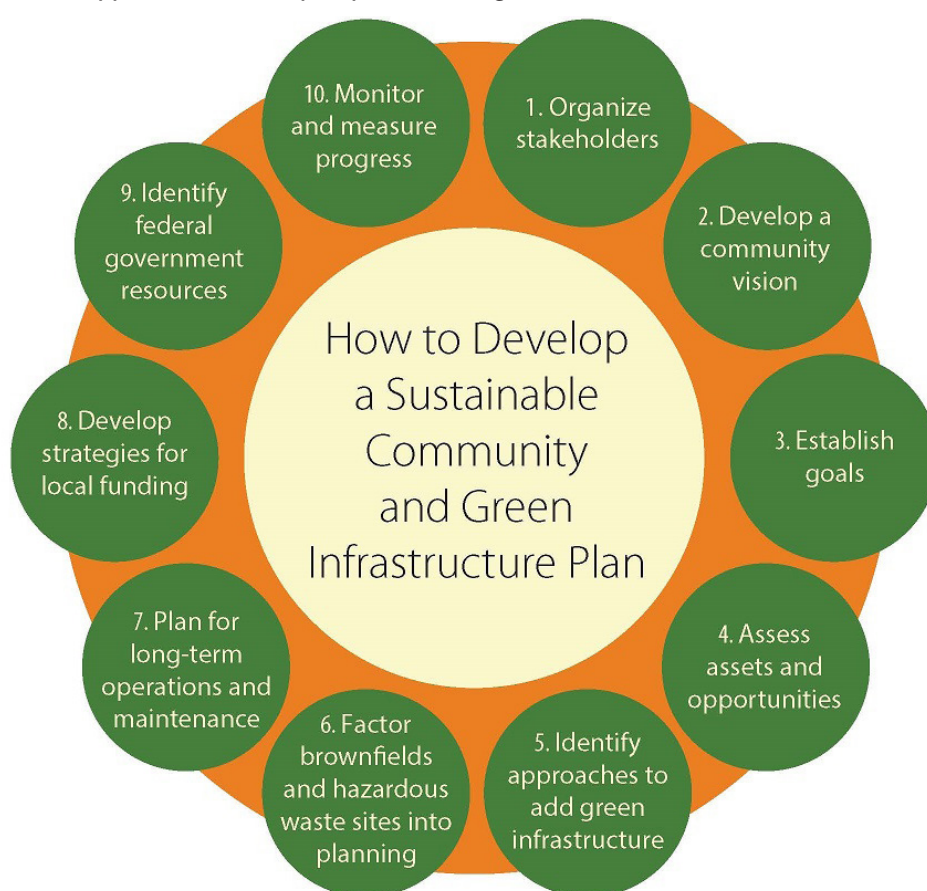 How to Develop
a Sustainable
Community
and Green
Infrastructure Plan
1. Organize
stakeholders
2. Develop a
community
vision
3. Establish
goals
4. Assess
assets and
opportunities
5. Identify
approaches to
add green
infrastructure
6. Factor
brownfields
and hazardous
waste sites into
planning
7. Plan for
long-term
operations and
maintenance
8. Develop
strategies for
local funding
9. Identify
federal
government
resources
10. Monitor
and measure
progress